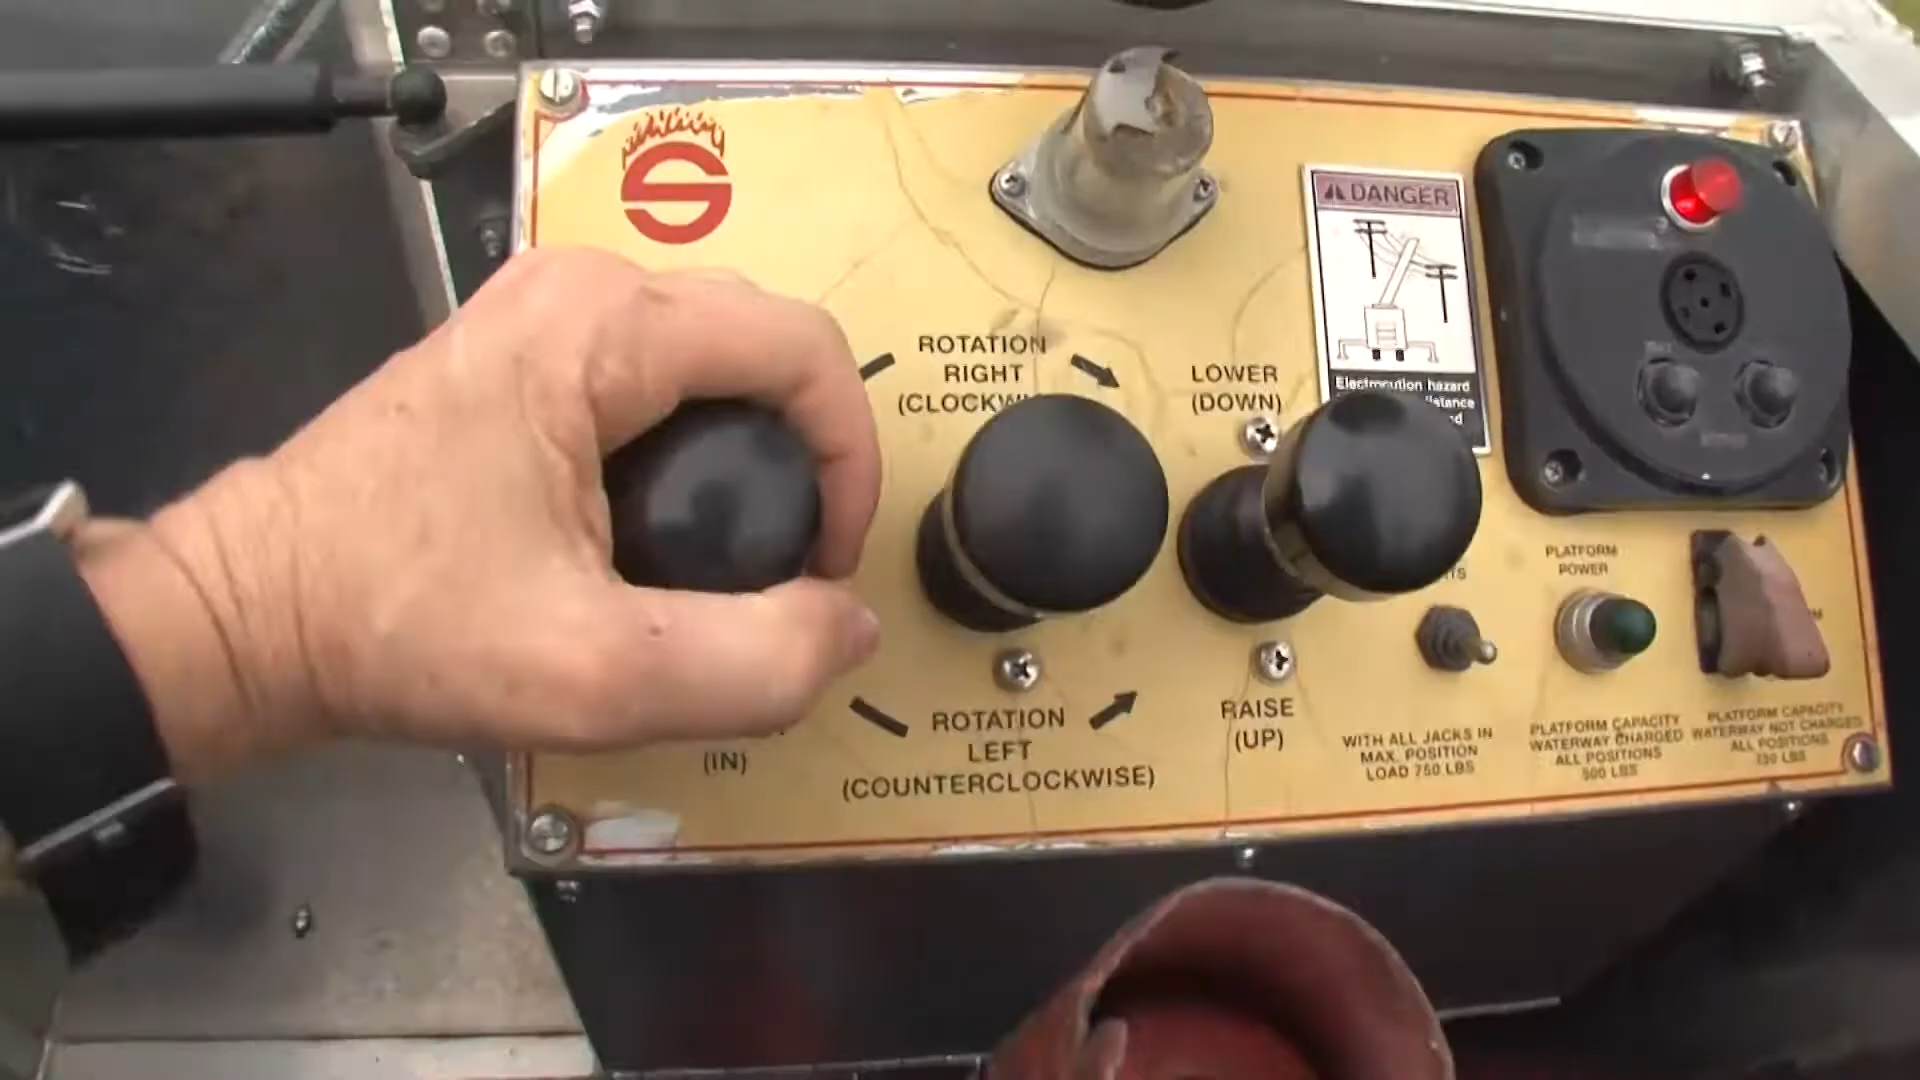 S
DANGER
Electrocution hazard
ROTATION
RIGHT
LOWER
(DOWN)
PLATFORM
POWER
(IN)
ROTATION
LEFT
(COUNTERCLOCKWISE)
RAISE
(UP)
WITH ALL JACKS IN
MAX. POSITION
LOAD 750 LBS
PLATFORM CAPACITY
WATERWAY CHARGED
ALL POSITIONS
500 LBS
PLATFORM CAPACITY
WATERWAY NOT CHARGED
ALL POSITIONS
750 LBS